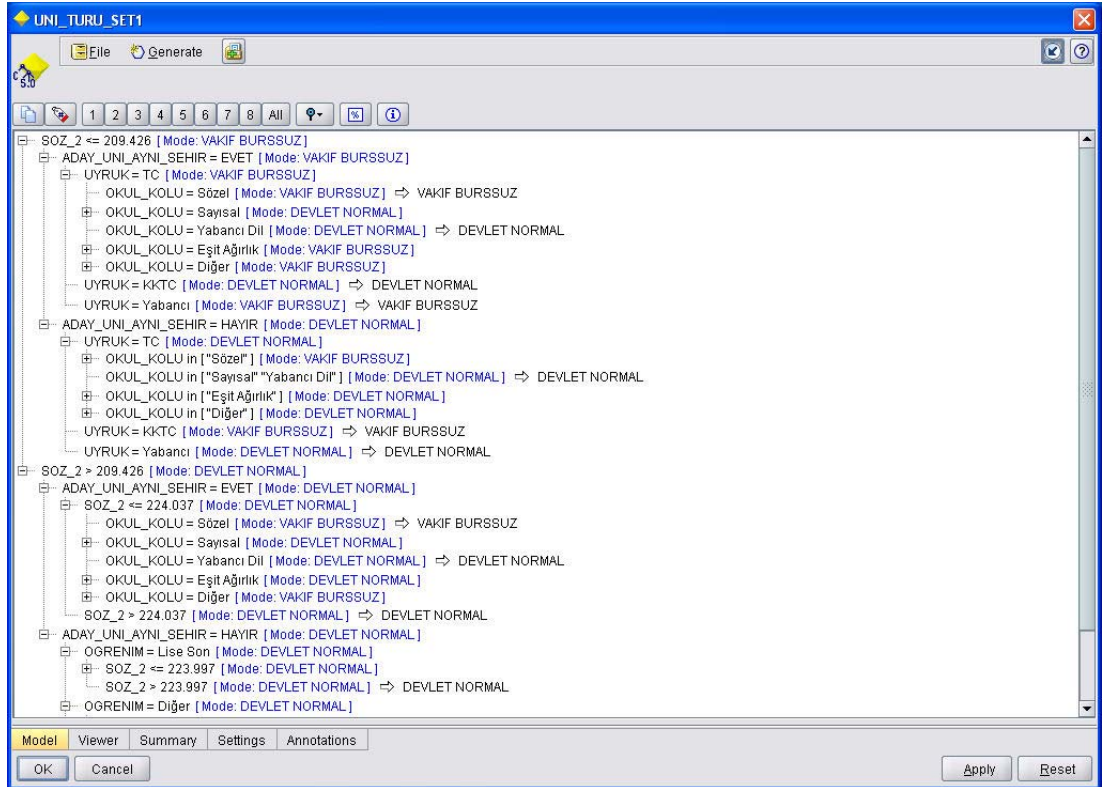 UNI_TURU_SET1
File Generate
C5.0
1 2 3 4 5 6 7 8 All %
SOZ_2 <= 209.426 [Mode: VAKIF BURSSUZ]
ADAY_UNI_AYNI_SEHIR = EVET [Mode: VAKIF BURSSUZ]
UYRUK = TC [Mode: VAKIF BURSSUZ]
OKUL_KOLU = Sözel [Mode: VAKIF BURSSUZ] ⇨ VAKIF BURSSUZ
OKUL_KOLU = Sayısal [Mode: DEVLET NORMAL]
OKUL_KOLU = Yabancı Dil [Mode: DEVLET NORMAL] ⇨ DEVLET NORMAL
OKUL_KOLU = Eşit Ağırlık [Mode: VAKIF BURSSUZ]
OKUL_KOLU = Diğer [Mode: VAKIF BURSSUZ]
UYRUK = KKTC [Mode: DEVLET NORMAL] ⇨ DEVLET NORMAL
UYRUK = Yabancı [Mode: VAKIF BURSSUZ] ⇨ VAKIF BURSSUZ
ADAY_UNI_AYNI_SEHIR = HAYIR [Mode: DEVLET NORMAL]
UYRUK = TC [Mode: DEVLET NORMAL]
OKUL_KOLU in ["Sözel"] [Mode: VAKIF BURSSUZ]
OKUL_KOLU in ["Sayısal" "Yabancı Dil"] [Mode: DEVLET NORMAL] ⇨ DEVLET NORMAL
OKUL_KOLU in ["Eşit Ağırlık"] [Mode: DEVLET NORMAL]
OKUL_KOLU in ["Diğer"] [Mode: DEVLET NORMAL]
UYRUK = KKTC [Mode: VAKIF BURSSUZ] ⇨ VAKIF BURSSUZ
UYRUK = Yabancı [Mode: DEVLET NORMAL] ⇨ DEVLET NORMAL
SOZ_2 > 209.426 [Mode: DEVLET NORMAL]
ADAY_UNI_AYNI_SEHIR = EVET [Mode: DEVLET NORMAL]
SOZ_2 <= 224.037 [Mode: DEVLET NORMAL]
OKUL_KOLU = Sözel [Mode: VAKIF BURSSUZ] ⇨ VAKIF BURSSUZ
OKUL_KOLU = Sayısal [Mode: DEVLET NORMAL]
OKUL_KOLU = Yabancı Dil [Mode: DEVLET NORMAL] ⇨ DEVLET NORMAL
OKUL_KOLU = Eşit Ağırlık [Mode: DEVLET NORMAL]
OKUL_KOLU = Diğer [Mode: VAKIF BURSSUZ]
SOZ_2 > 224.037 [Mode: DEVLET NORMAL] ⇨ DEVLET NORMAL
ADAY_UNI_AYNI_SEHIR = HAYIR [Mode: DEVLET NORMAL]
OGRENIM = Lise Son [Mode: DEVLET NORMAL]
SOZ_2 <= 223.997 [Mode: DEVLET NORMAL]
SOZ_2 > 223.997 [Mode: DEVLET NORMAL] ⇨ DEVLET NORMAL
OGRENIM = Diğer [Mode: DEVLET NORMAL]
Model Viewer Summary Settings Annotations
OK Cancel Apply Reset